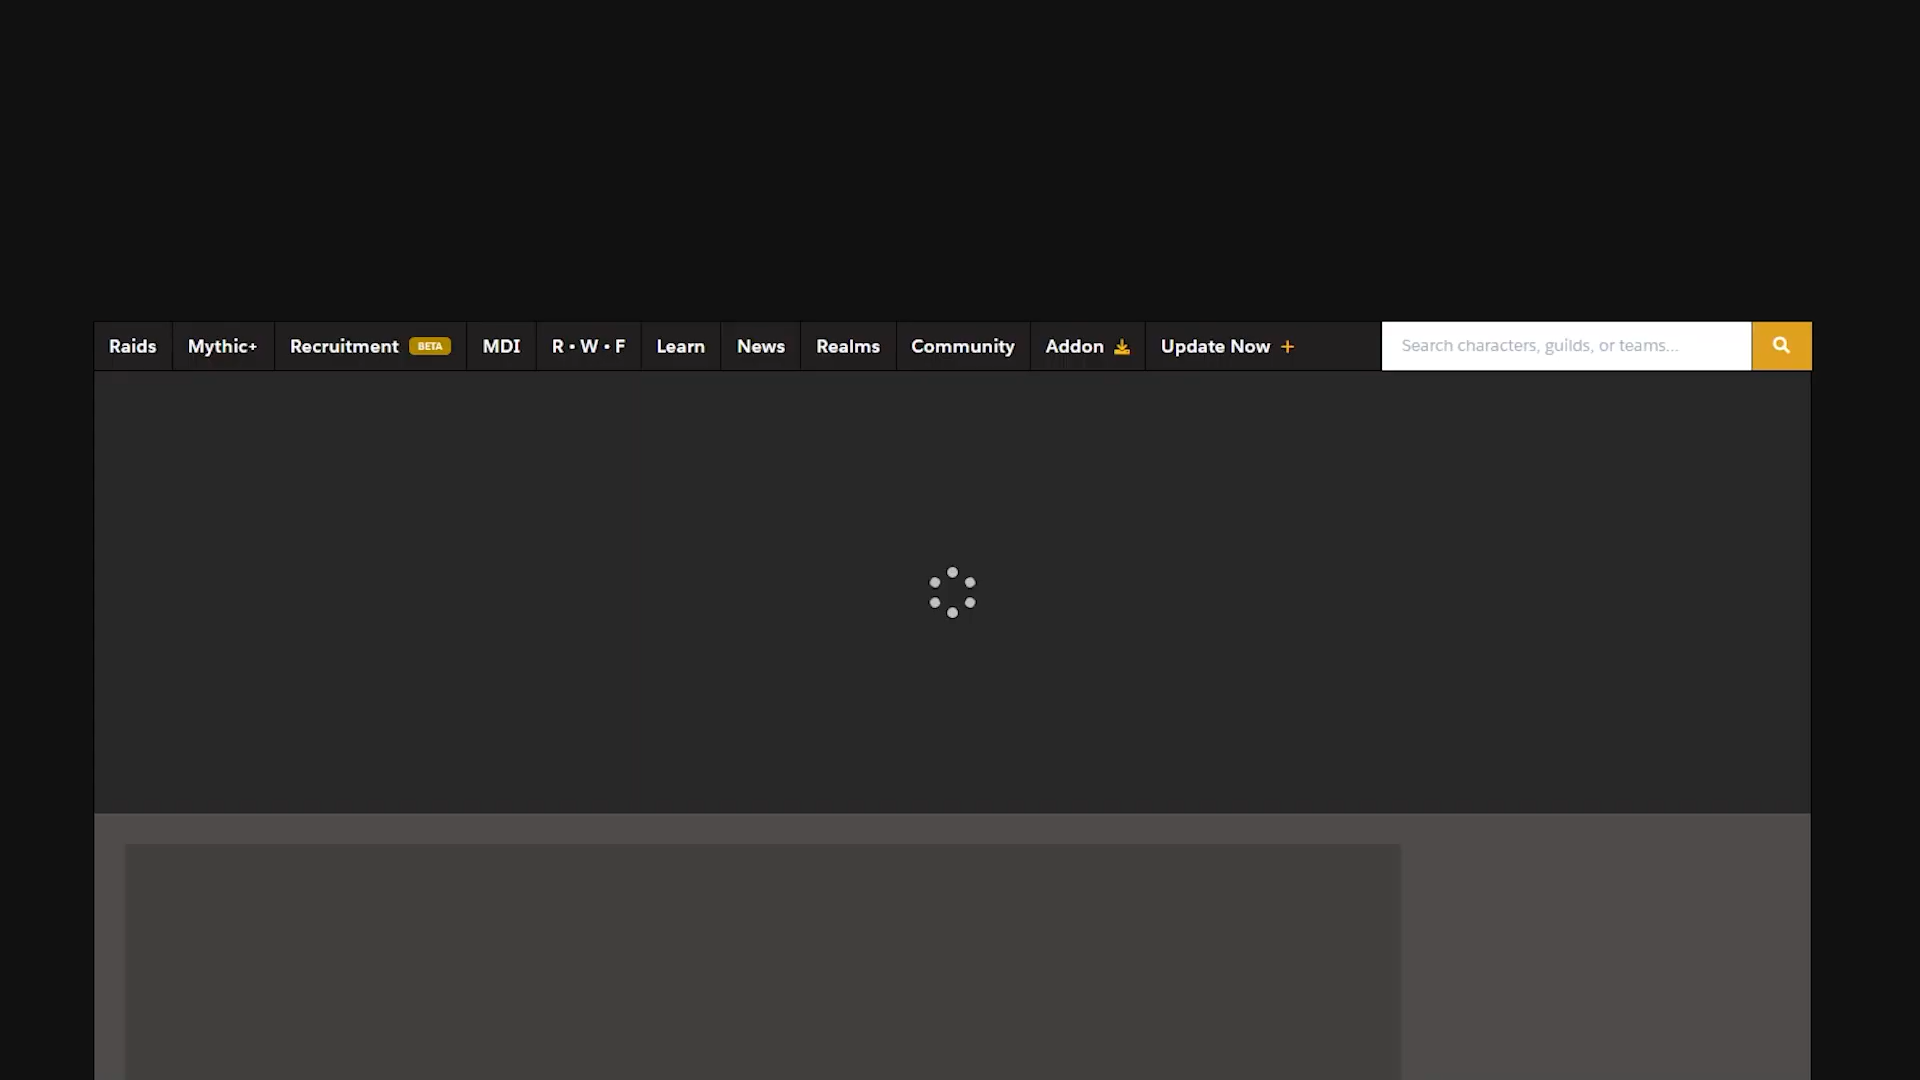 Raids Mythic+ Recruitment BETA MDI R • W • F Learn News Realms Community Addon Update Now + Search characters, guilds, or teams...